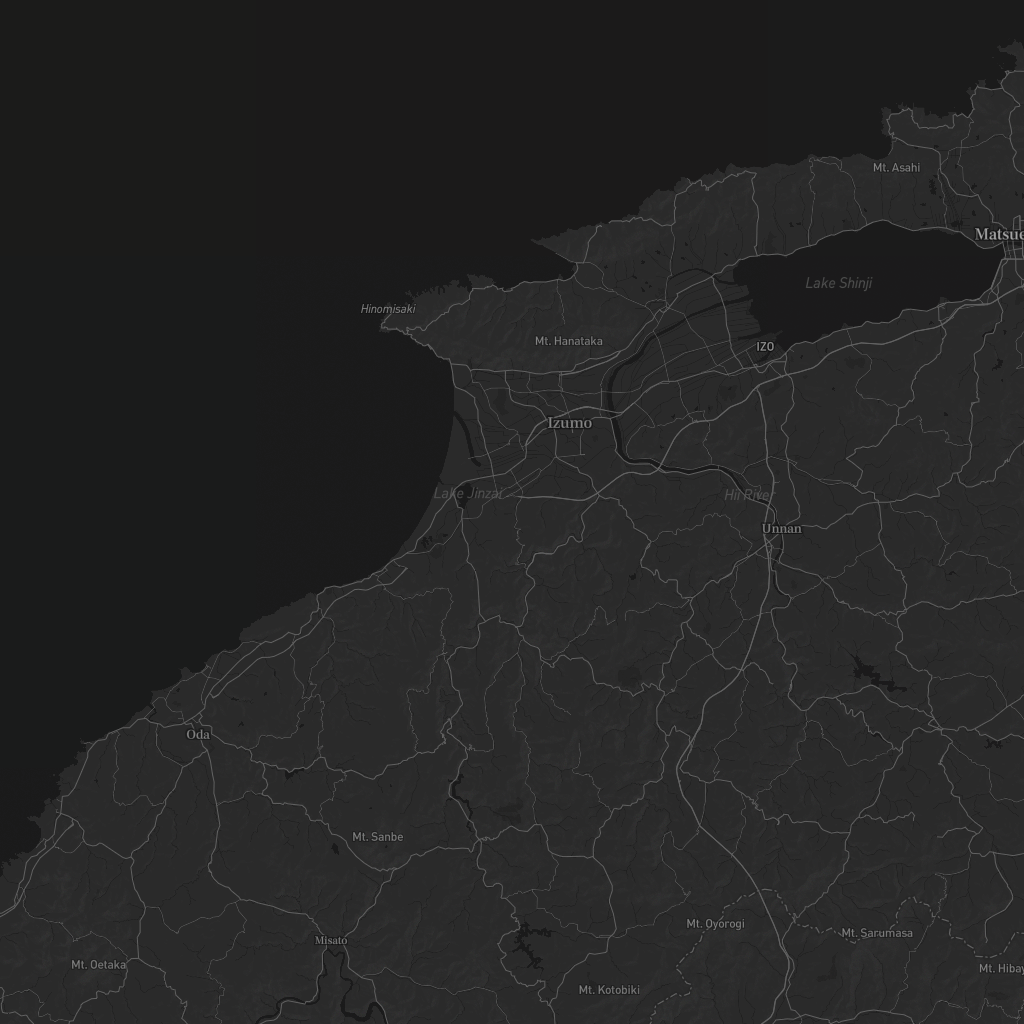 Mt. Asahi
Matsue
Lake Shinji
Hinomisaki
Mt. Hanataka
IZO
Izumo
Lake Jinzai
Hii River
Unnan
Oda
Mt. Sanbe
Mt. Oyorogi
Mt. Sarumasa
Misato
Mt. Oetaka
Mt. Hibay
Mt. Kotobiki